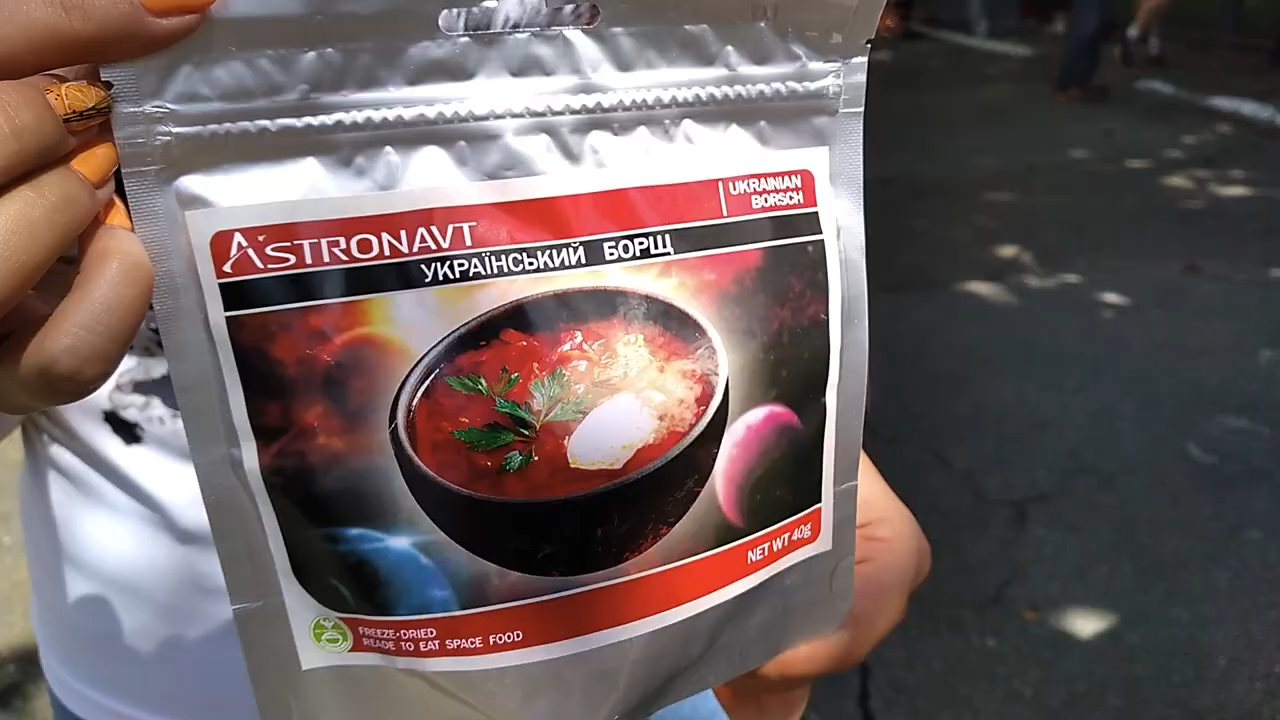 ASTRONAVT
UKRAINIAN
BORSCH
УКРАЇНСЬКИЙ БОРЩ
NET WT 40g
FREEZE•DRIED
READE TO EAT SPACE FOOD